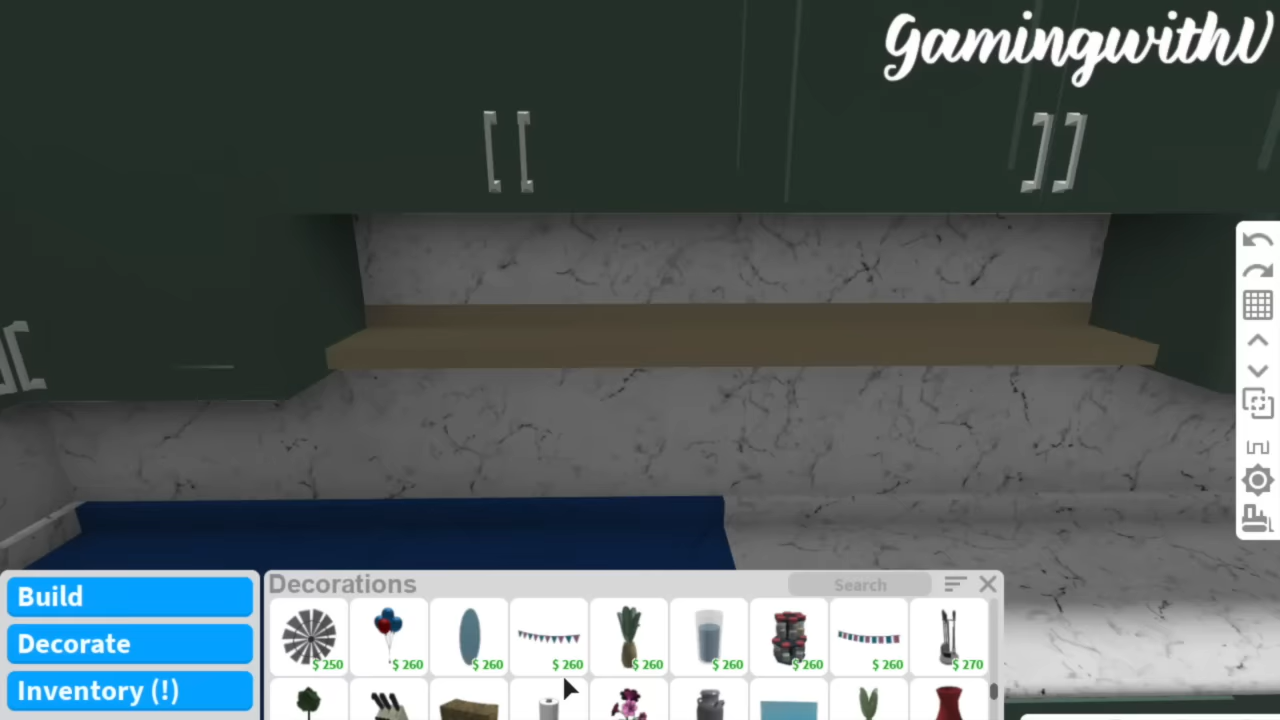 GamingwithV
Decorations
Search
$ 250
$ 260
$ 260
$ 260
$ 260
$ 260
$ 260
$ 260
$ 270
Build
Decorate
Inventory (!)